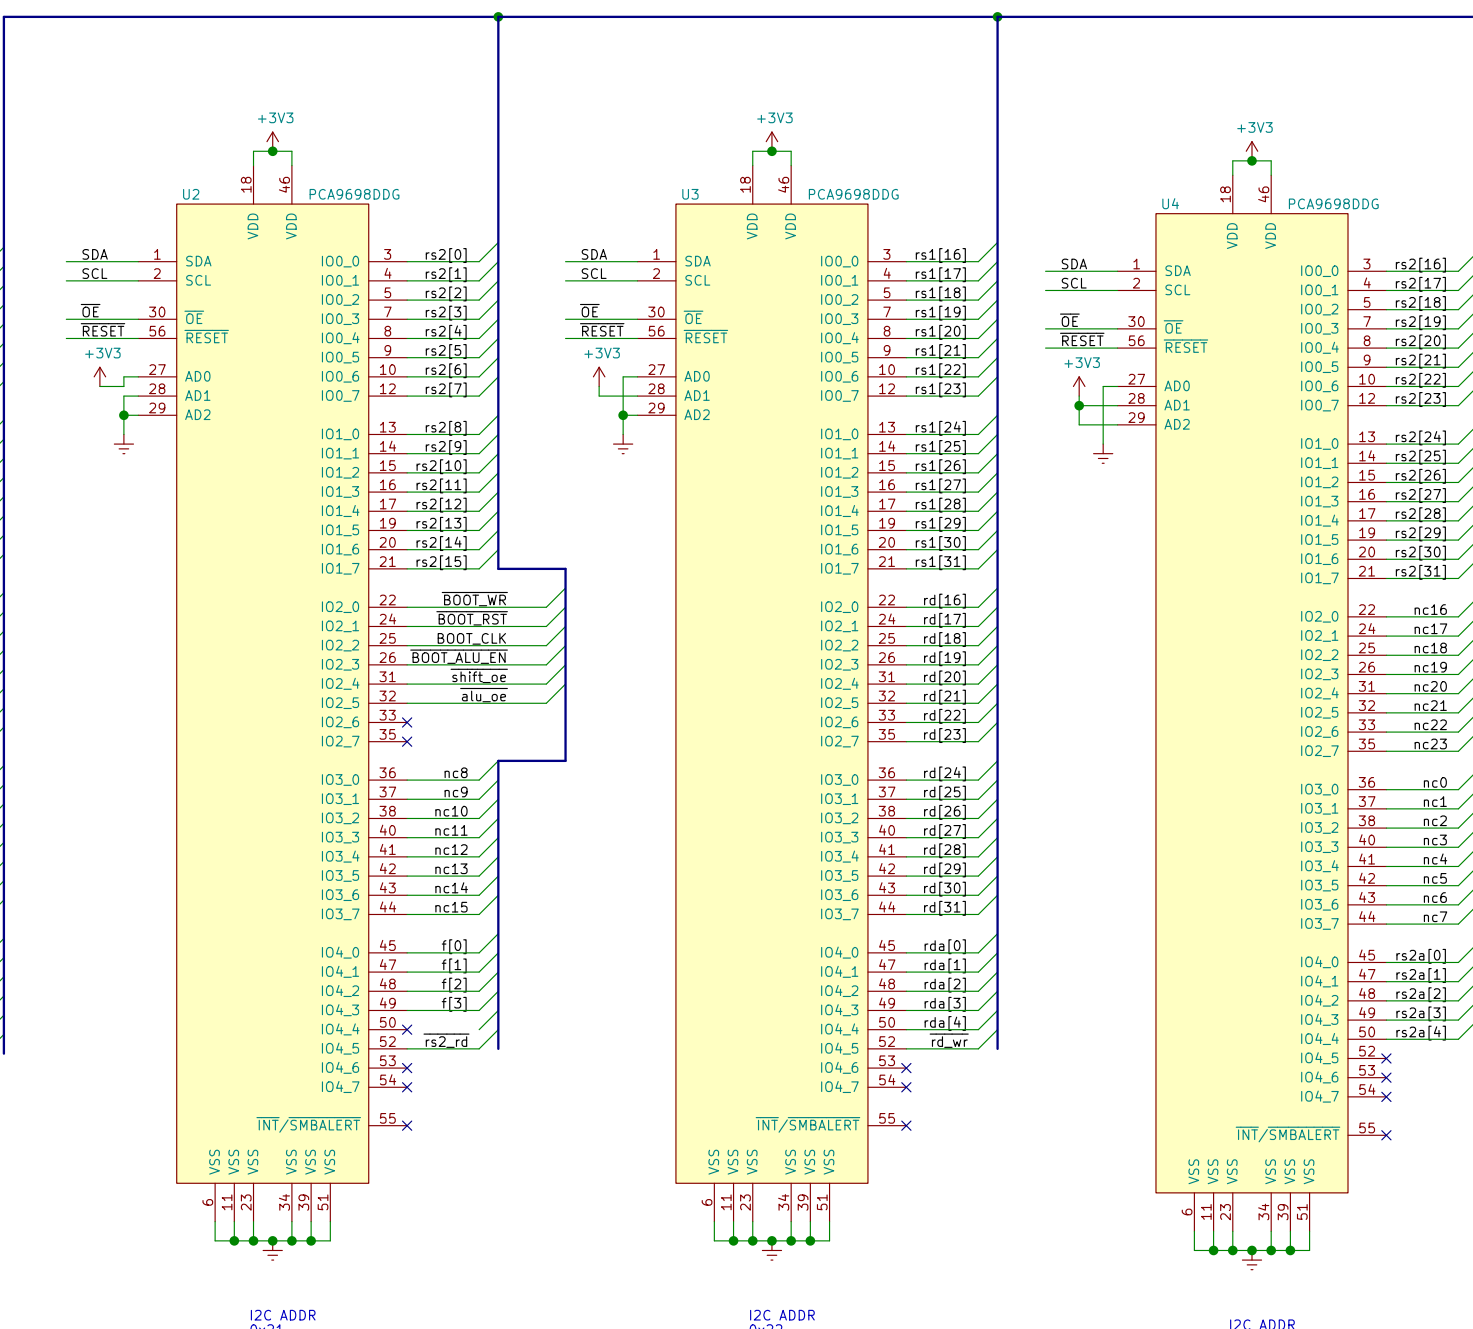 +3V3
U2
PCA9698DDG
18
46
VDD
VDD
SDA 1 SDA
SCL 2 SCL
OE 30 OE
RESET 56 RESET
+3V3
27 AD0
28 AD1
29 AD2
IO0_0 3 rs2[0]
IO0_1 4 rs2[1]
IO0_2 5 rs2[2]
IO0_3 7 rs2[3]
IO0_4 8 rs2[4]
IO0_5 9 rs2[5]
IO0_6 10 rs2[6]
IO0_7 12 rs2[7]
IO1_0 13 rs2[8]
IO1_1 14 rs2[9]
IO1_2 15 rs2[10]
IO1_3 16 rs2[11]
IO1_4 17 rs2[12]
IO1_5 19 rs2[13]
IO1_6 20 rs2[14]
IO1_7 21 rs2[15]
IO2_0 22 BOOT_WR
IO2_1 24 BOOT_RST
IO2_2 25 BOOT_CLK
IO2_3 26 BOOT_ALU_EN
IO2_4 31 shift_oe
IO2_5 32 alu_oe
IO2_6 33
IO2_7 35
IO3_0 36 nc8
IO3_1 37 nc9
IO3_2 38 nc10
IO3_3 40 nc11
IO3_4 41 nc12
IO3_5 42 nc13
IO3_6 43 nc14
IO3_7 44 nc15
IO4_0 45 f[0]
IO4_1 47 f[1]
IO4_2 48 f[2]
IO4_3 49 f[3]
IO4_4 50
IO4_5 52 rs2_rd
IO4_6 53
IO4_7 54
INT/SMBALERT 55
VSS VSS VSS VSS VSS VSS
6 11 23 34 39 51
I2C ADDR
+3V3
U3
PCA9698DDG
18
46
VDD
VDD
SDA 1 SDA
SCL 2 SCL
OE 30 OE
RESET 56 RESET
+3V3
27 AD0
28 AD1
29 AD2
IO0_0 3 rs1[16]
IO0_1 4 rs1[17]
IO0_2 5 rs1[18]
IO0_3 7 rs1[19]
IO0_4 8 rs1[20]
IO0_5 9 rs1[21]
IO0_6 10 rs1[22]
IO0_7 12 rs1[23]
IO1_0 13 rs1[24]
IO1_1 14 rs1[25]
IO1_2 15 rs1[26]
IO1_3 16 rs1[27]
IO1_4 17 rs1[28]
IO1_5 19 rs1[29]
IO1_6 20 rs1[30]
IO1_7 21 rs1[31]
IO2_0 22 rd[16]
IO2_1 24 rd[17]
IO2_2 25 rd[18]
IO2_3 26 rd[19]
IO2_4 31 rd[20]
IO2_5 32 rd[21]
IO2_6 33 rd[22]
IO2_7 35 rd[23]
IO3_0 36 rd[24]
IO3_1 37 rd[25]
IO3_2 38 rd[26]
IO3_3 40 rd[27]
IO3_4 41 rd[28]
IO3_5 42 rd[29]
IO3_6 43 rd[30]
IO3_7 44 rd[31]
IO4_0 45 rda[0]
IO4_1 47 rda[1]
IO4_2 48 rda[2]
IO4_3 49 rda[3]
IO4_4 50 rda[4]
IO4_5 52 rd_wr
IO4_6 53
IO4_7 54
INT/SMBALERT 55
VSS VSS VSS VSS VSS VSS
6 11 23 34 39 51
I2C ADDR
+3V3
U4
PCA9698DDG
18
46
VDD
VDD
SDA 1 SDA
SCL 2 SCL
OE 30 OE
RESET 56 RESET
+3V3
27 AD0
28 AD1
29 AD2
IO0_0 3 rs2[16]
IO0_1 4 rs2[17]
IO0_2 5 rs2[18]
IO0_3 7 rs2[19]
IO0_4 8 rs2[20]
IO0_5 9 rs2[21]
IO0_6 10 rs2[22]
IO0_7 12 rs2[23]
IO1_0 13 rs2[24]
IO1_1 14 rs2[25]
IO1_2 15 rs2[26]
IO1_3 16 rs2[27]
IO1_4 17 rs2[28]
IO1_5 19 rs2[29]
IO1_6 20 rs2[30]
IO1_7 21 rs2[31]
IO2_0 22 nc16
IO2_1 24 nc17
IO2_2 25 nc18
IO2_3 26 nc19
IO2_4 31 nc20
IO2_5 32 nc21
IO2_6 33 nc22
IO2_7 35 nc23
IO3_0 36 nc0
IO3_1 37 nc1
IO3_2 38 nc2
IO3_3 40 nc3
IO3_4 41 nc4
IO3_5 42 nc5
IO3_6 43 nc6
IO3_7 44 nc7
IO4_0 45 rs2a[0]
IO4_1 47 rs2a[1]
IO4_2 48 rs2a[2]
IO4_3 49 rs2a[3]
IO4_4 50 rs2a[4]
IO4_5 52
IO4_6 53
IO4_7 54
INT/SMBALERT 55
VSS VSS VSS VSS VSS VSS
6 11 23 34 39 51
I2C ADDR